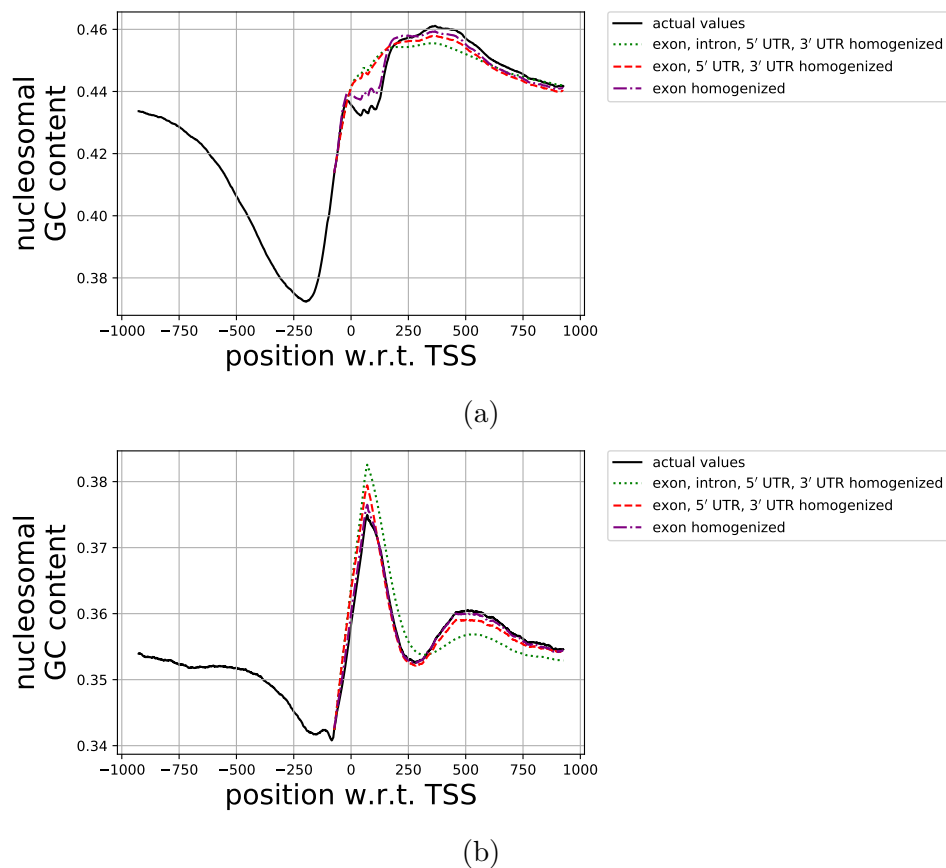 0.46
0.44
0.42
0.40
0.38
nucleosomal
GC content
−1000 −750 −500 −250 0 250 500 750 1000
position w.r.t. TSS
actual values
exon, intron, 5′ UTR, 3′ UTR homogenized
exon, 5′ UTR, 3′ UTR homogenized
exon homogenized
(a)
0.38
0.37
0.36
0.35
0.34
nucleosomal
GC content
−1000 −750 −500 −250 0 250 500 750 1000
position w.r.t. TSS
actual values
exon, intron, 5′ UTR, 3′ UTR homogenized
exon, 5′ UTR, 3′ UTR homogenized
exon homogenized
(b)